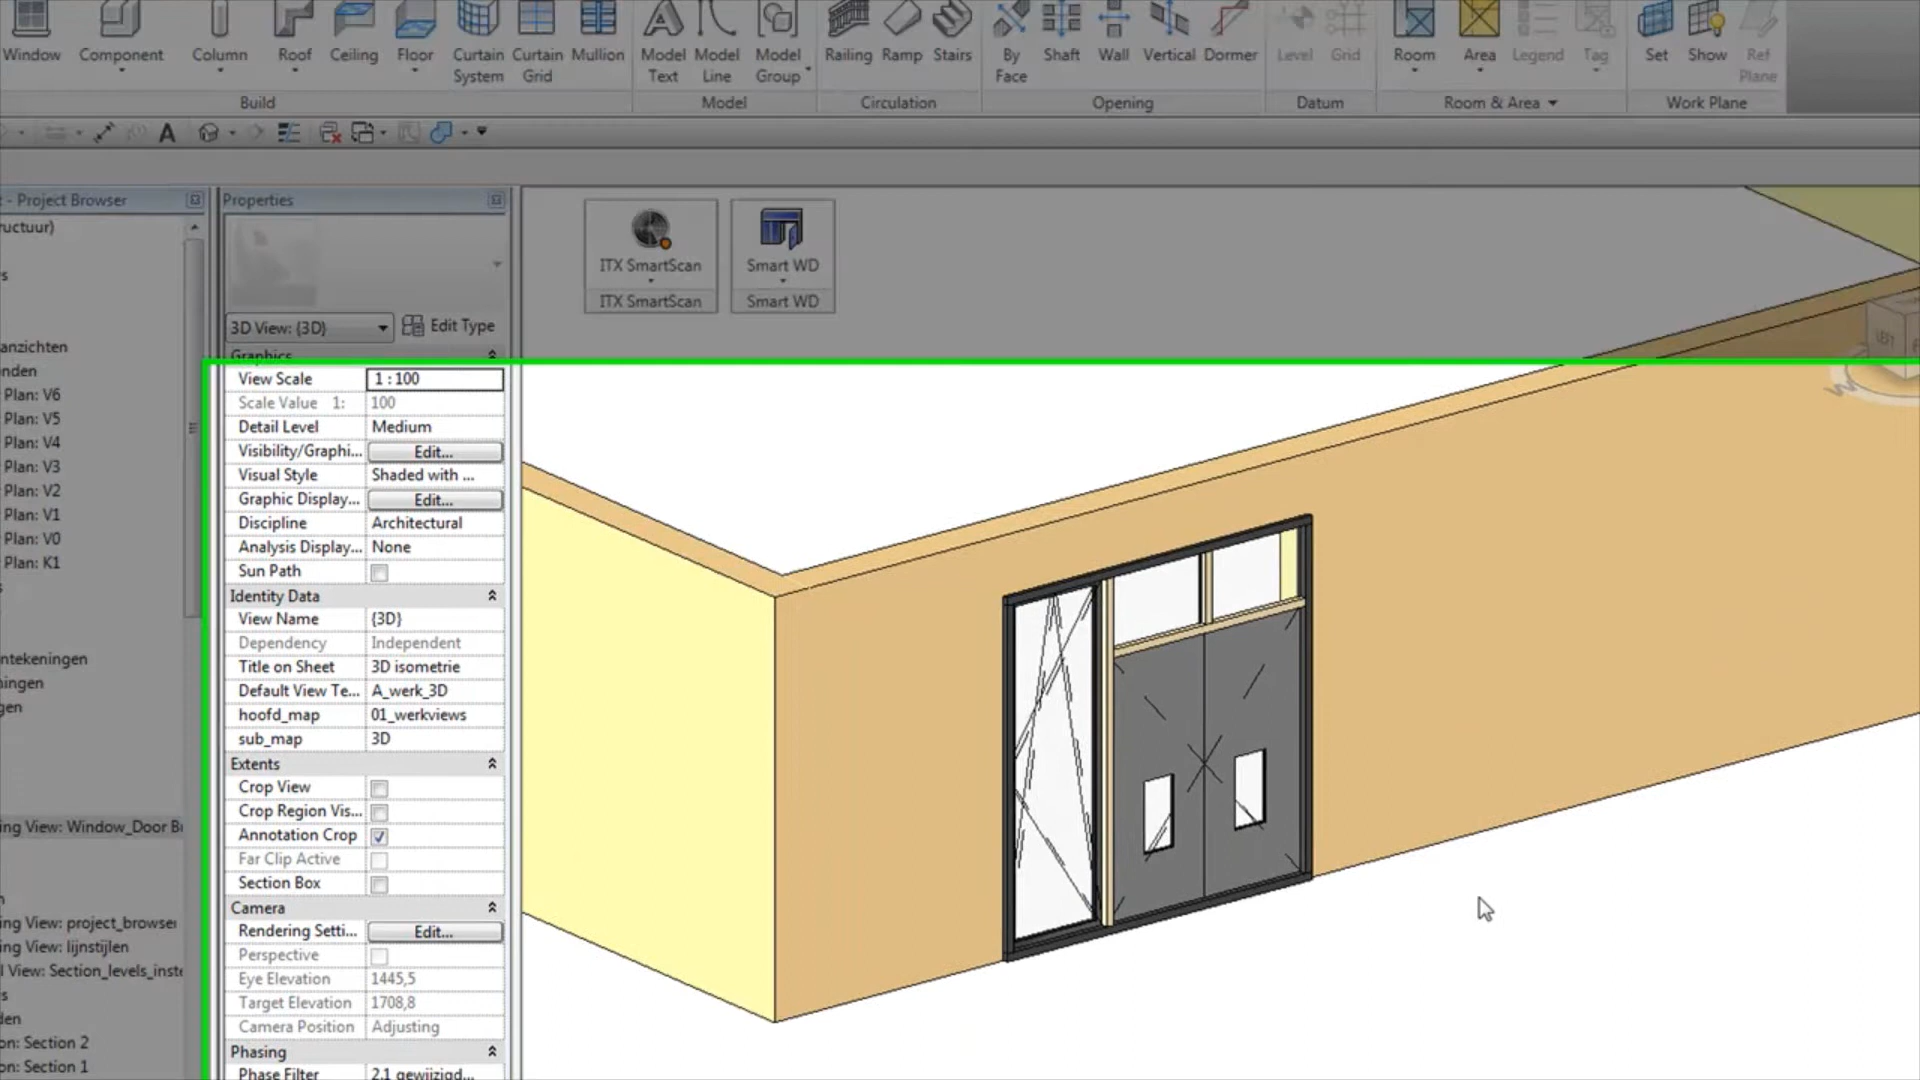 Window
Component
Column
Roof
Ceiling
Floor
Curtain System
Curtain Grid
Mullion
Model Text
Model Line
Model Group
Railing
Ramp
Stairs
By Face
Shaft
Wall
Vertical
Dormer
Level
Grid
Room
Area
Legend
Tag
Set
Show
Ref Plane
Build
Model
Circulation
Opening
Datum
Room & Area
Work Plane
- Project Browser
ructuur)
s
anzichten
nden
Plan: V6
Plan: V5
Plan: V4
Plan: V3
Plan: V2
Plan: V1
Plan: V0
Plan: K1
s
ntekeningen
ningen
gen
ing View: Window_Door B
n
ing View: project_browser
ing View: lijnstijlen
l View: Section_levels_inste
s
den
on: Section 2
on: Section 1
Properties
3D View: {3D}
Edit Type
Graphics
View Scale 1 : 100
Scale Value 1: 100
Detail Level Medium
Visibility/Graphi... Edit...
Visual Style Shaded with ...
Graphic Display... Edit...
Discipline Architectural
Analysis Display... None
Sun Path
Identity Data
View Name {3D}
Dependency Independent
Title on Sheet 3D isometrie
Default View Te... A_werk_3D
hoofd_map 01_werkviews
sub_map 3D
Extents
Crop View
Crop Region Vis...
Annotation Crop
Far Clip Active
Section Box
Camera
Rendering Setti... Edit...
Perspective
Eye Elevation 1445,5
Target Elevation 1708,8
Camera Position Adjusting
Phasing
Phase Filter 2.1 gewijzigd...
ITX SmartScan
ITX SmartScan
Smart WD
Smart WD
LEFT
W